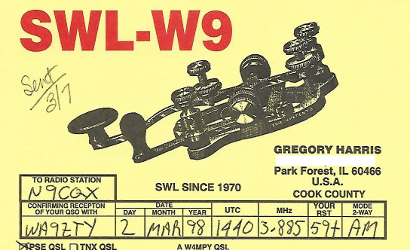 SWL-W9
Sent
3/7
GREGORY HARRIS
Park Forest, IL 60466
U.S.A.
COOK COUNTY
SWL SINCE 1970
TO RADIO STATION
N9CGX
CONFIRMING RECEPTON OF YOUR QSO WITH
WA9ZTY
DATE
DAY MONTH YEAR UTC MHz YOUR RST MODE 2-WAY
2 MAR 98 1440 3.885 59+ AM
PSE QSL TNX QSL A W4MPY QSL